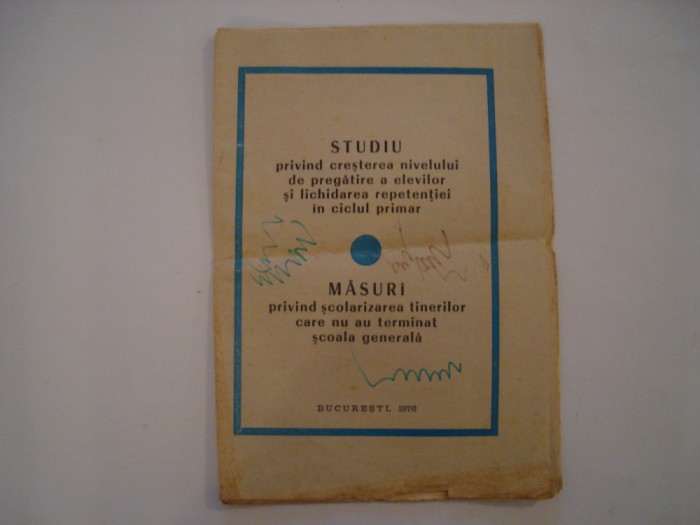 STUDIU
privind creșterea nivelului
de pregătire a elevilor
și lichidarea repetenției
în ciclul primar
MĂSURI
privind școlarizarea tinerilor
care nu au terminat
școala generală
BUCUREȘTI, 1976